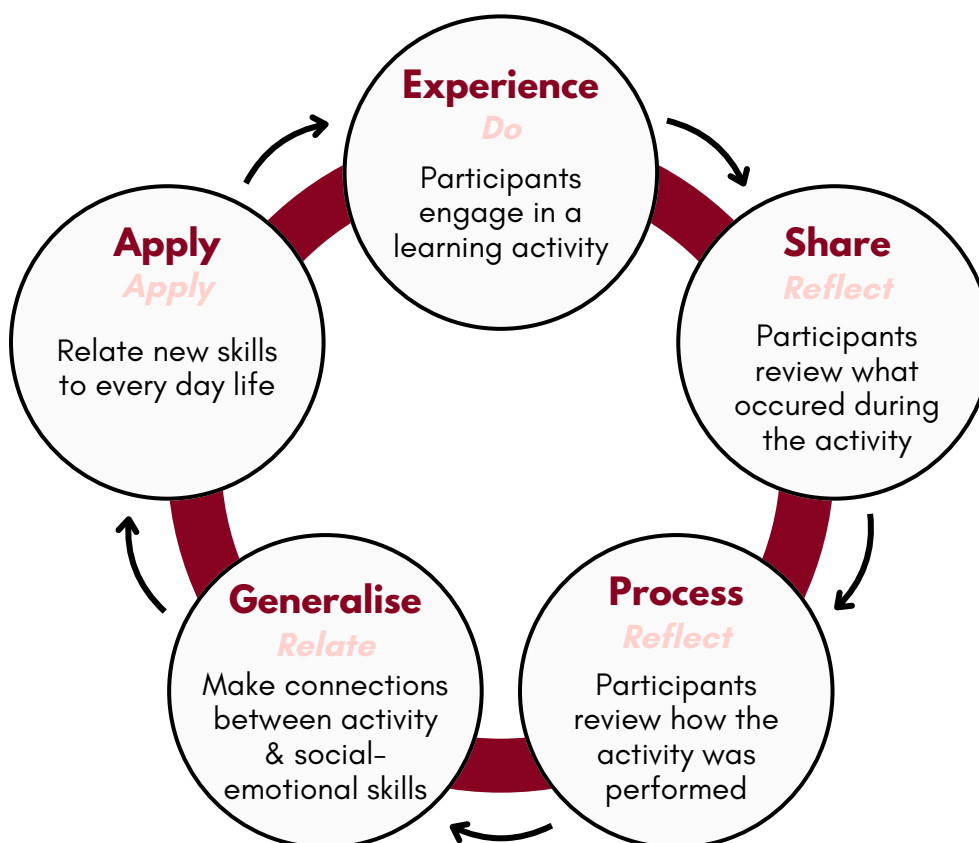 Experience
Do
Participants
engage in a
learning activity
Share
Reflect
Participants
review what
occured during
the activity
Process
Reflect
Participants
review how the
activity was
performed
Generalise
Relate
Make connections
between activity
& social-
emotional skills
Apply
Apply
Relate new skills
to every day life